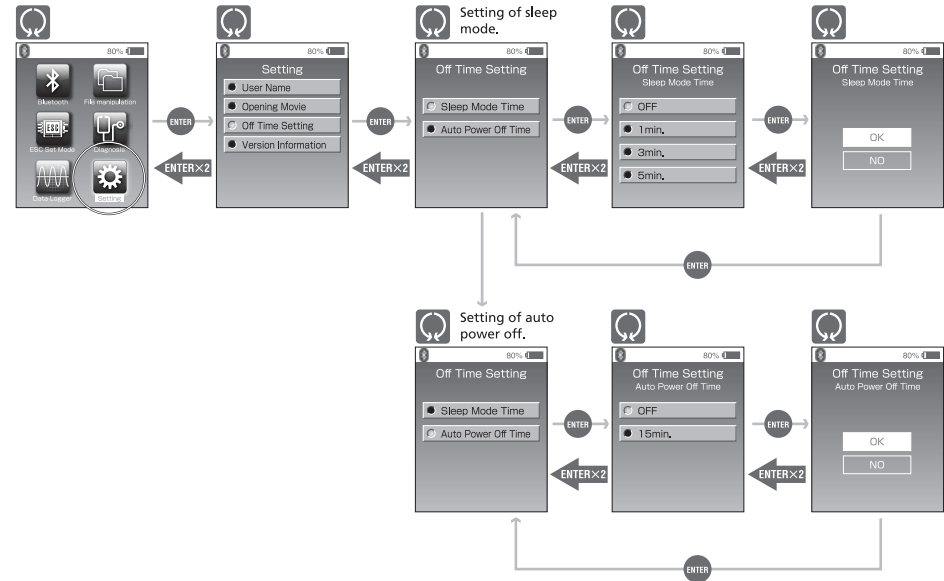 Setting of sleep
mode.
80%
Bluetooth
File manipulation
ESC
ESC Set Mode
Diagnosis
Data Logger
Setting
ENTER
ENTER×2
80%
Setting
User Name
Opening Movie
Off Time Setting
Version Information
ENTER
ENTER×2
80%
Off Time Setting
Sleep Mode Time
Auto Power Off Time
ENTER
ENTER×2
80%
Off Time Setting
Sleep Mode Time
OFF
1min.
3min.
5min.
ENTER
ENTER×2
80%
Off Time Setting
Sleep Mode Time
OK
NO
ENTER
Setting of auto
power off.
80%
Off Time Setting
Sleep Mode Time
Auto Power Off Time
ENTER
ENTER×2
80%
Off Time Setting
Auto Power Off Time
OFF
15min.
ENTER
ENTER×2
80%
Off Time Setting
Auto Power Off Time
OK
NO
ENTER